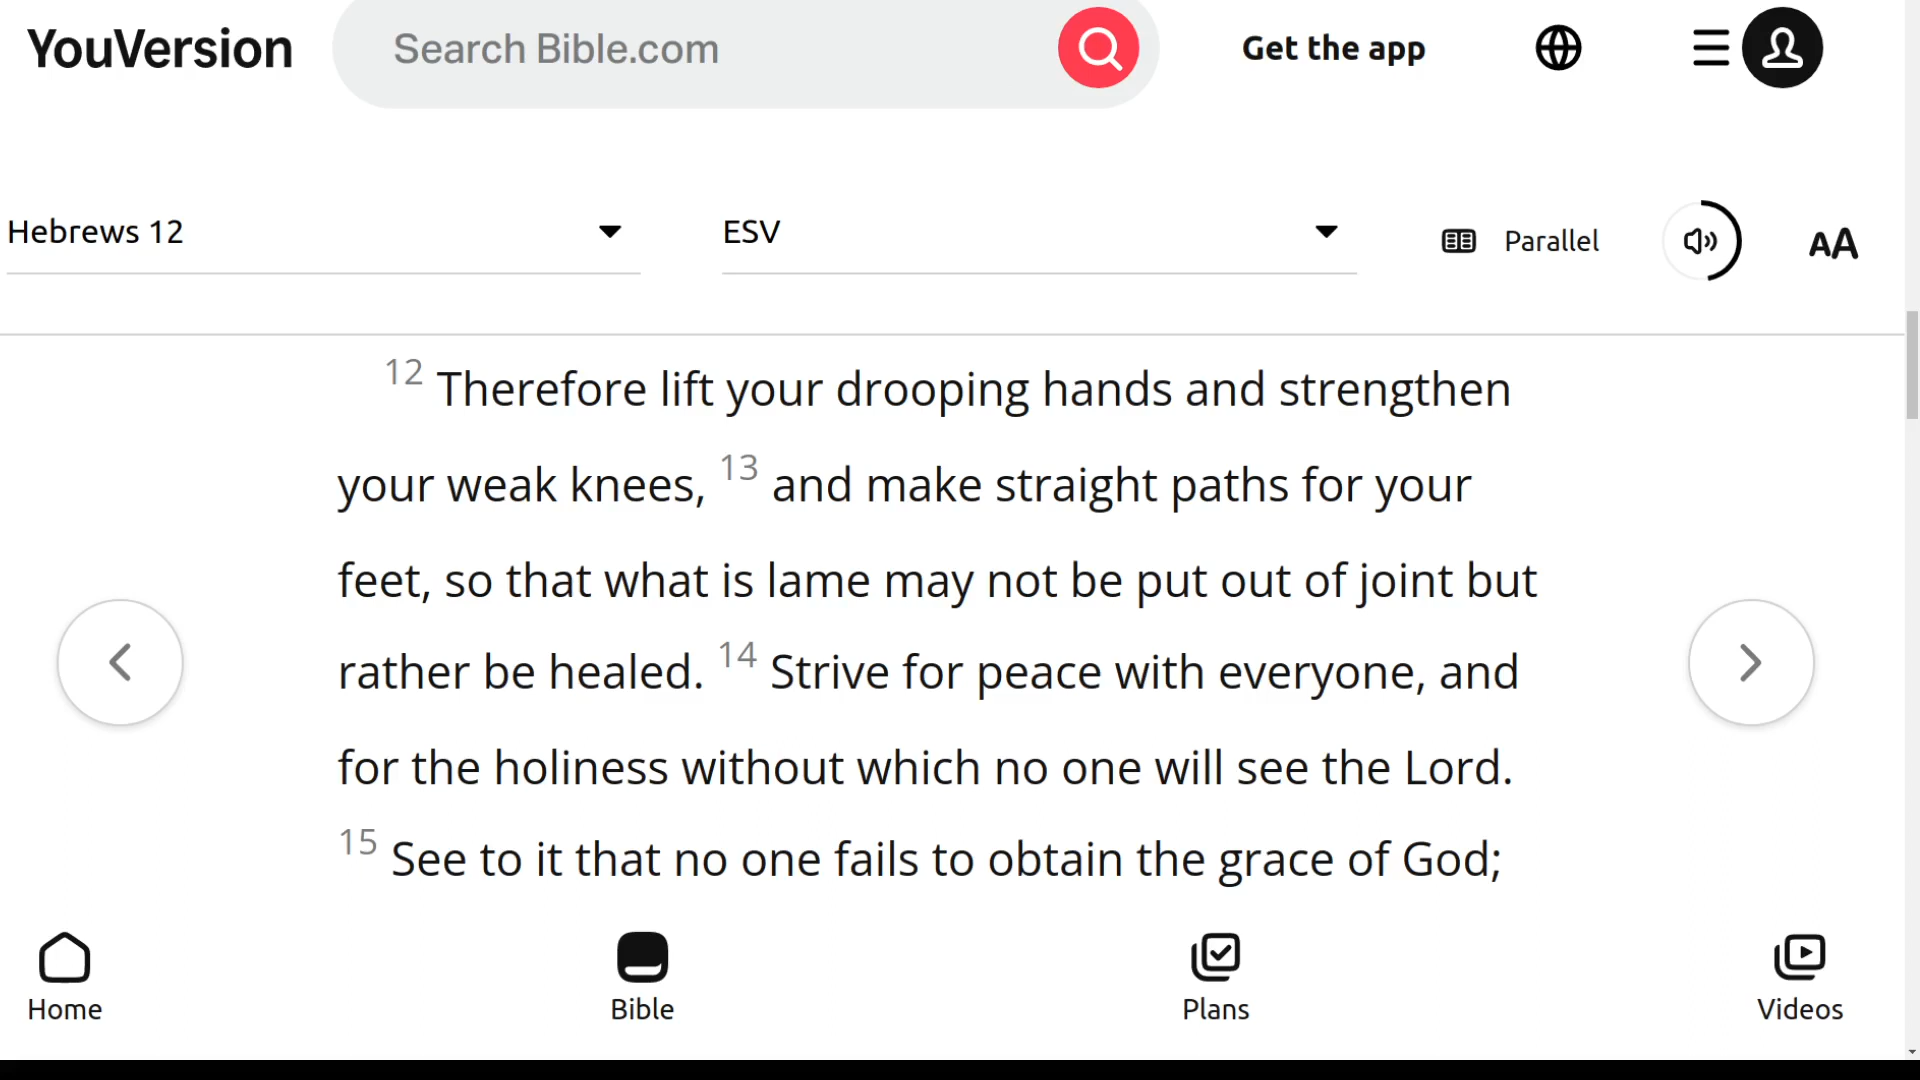 YouVersion Search Bible.com Get the app
Hebrews 12 ESV Parallel AA
12 Therefore lift your drooping hands and strengthen
your weak knees, 13 and make straight paths for your
feet, so that what is lame may not be put out of joint but
rather be healed. 14 Strive for peace with everyone, and
for the holiness without which no one will see the Lord.
15 See to it that no one fails to obtain the grace of God;
Home Bible Plans Videos